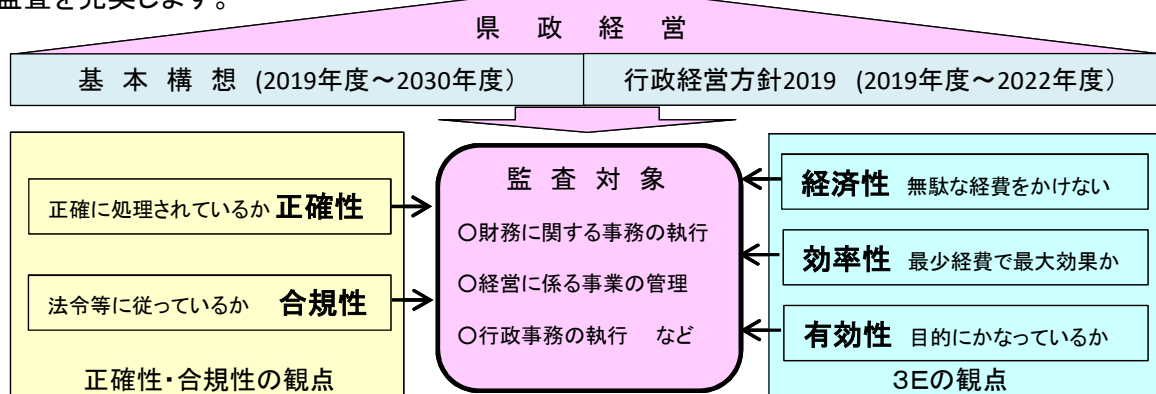 監査を充実します。
県 政 経 営
基 本 構 想 (2019年度～2030年度）
行政経営方針2019 (2019年度～2022年度）
正確に処理されているか 正確性
法令等に従っているか 合規性
正確性・合規性の観点
監 査 対 象
○財務に関する事務の執行
○経営に係る事業の管理
○行政事務の執行 など
経済性 無駄な経費をかけない
効率性 最少経費で最大効果か
有効性 目的にかなっているか
３Eの観点